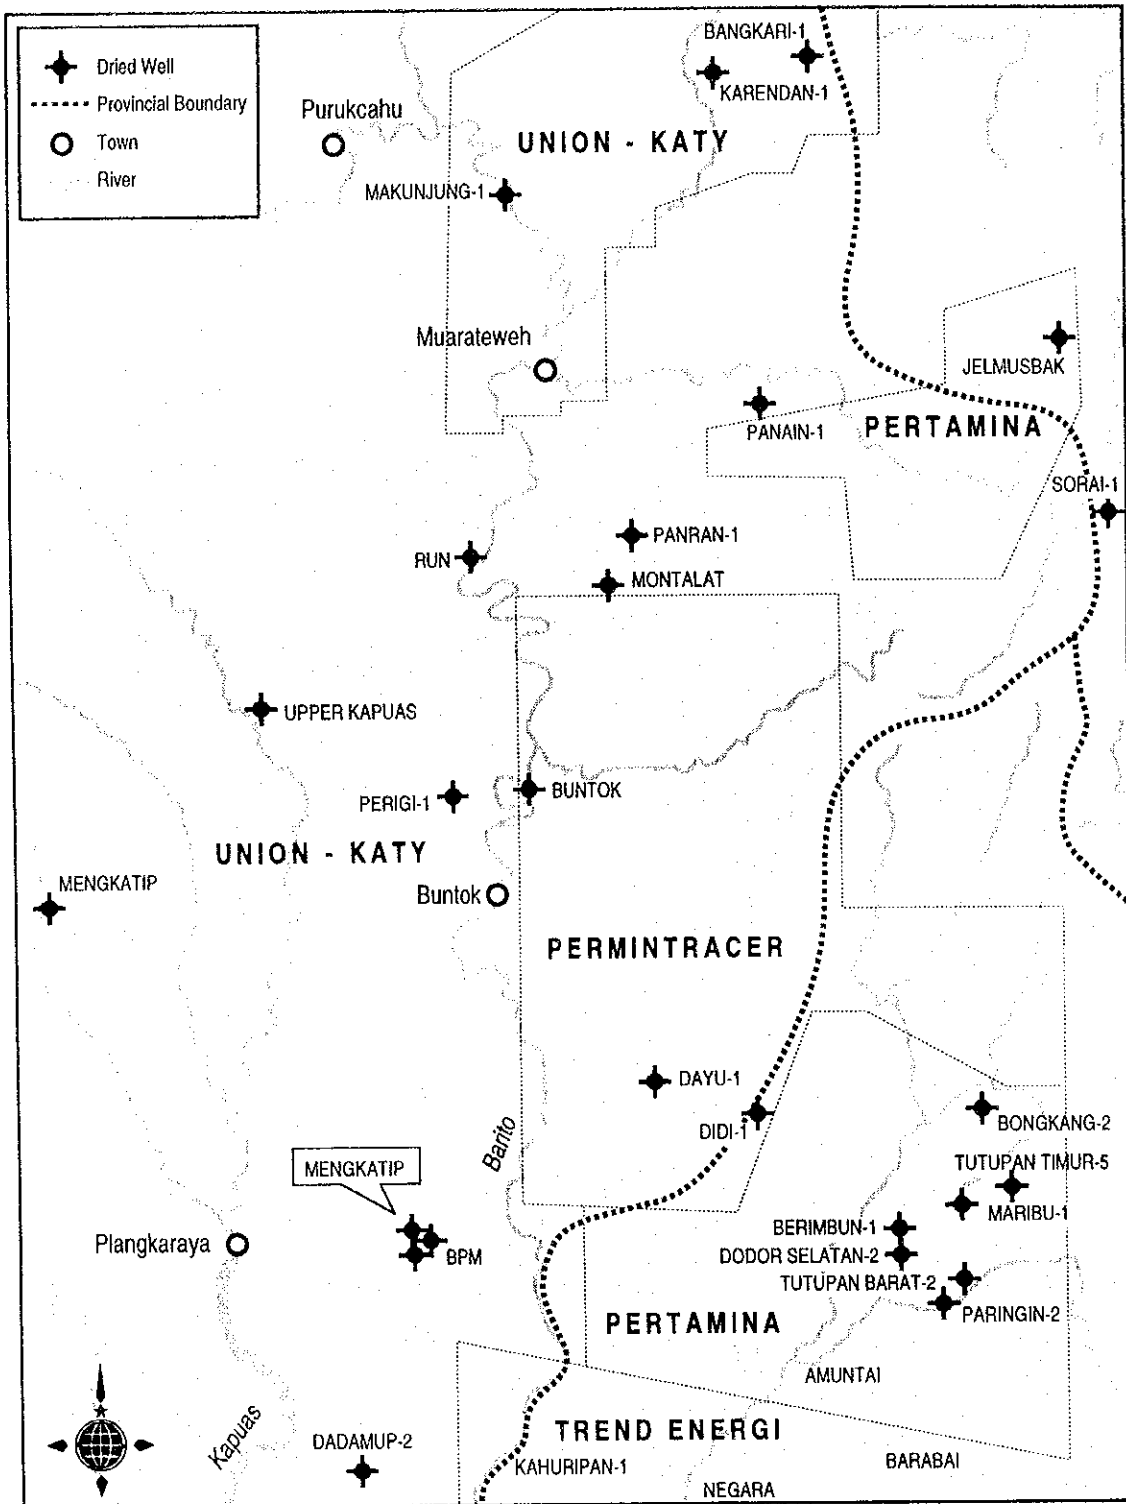 Dried Well
Provincial Boundary
Town
River
BANGKARI-1
KARENDAN-1
Purukcahu
UNION - KATY
MAKUNJUNG-1
Muarateweh
JELMUSBAK
PANAIN-1
PERTAMINA
SORAI-1
PANRAN-1
RUN
MONTALAT
UPPER KAPUAS
PERIGI-1
BUNTOK
UNION - KATY
MENGKATIP
Buntok
PERMINTRACER
DAYU-1
DIDI-1
BONGKANG-2
Barito
MENGKATIP
TUTUPAN TIMUR-5
MARIBU-1
BERIMBUN-1
Plangkaraya
BPM
DODOR SELATAN-2
TUTUPAN BARAT-2
PARINGIN-2
PERTAMINA
AMUNTAI
Kapuas
TREND ENERGI
DADAMUP-2
KAHURIPAN-1
BARABAI
NEGARA